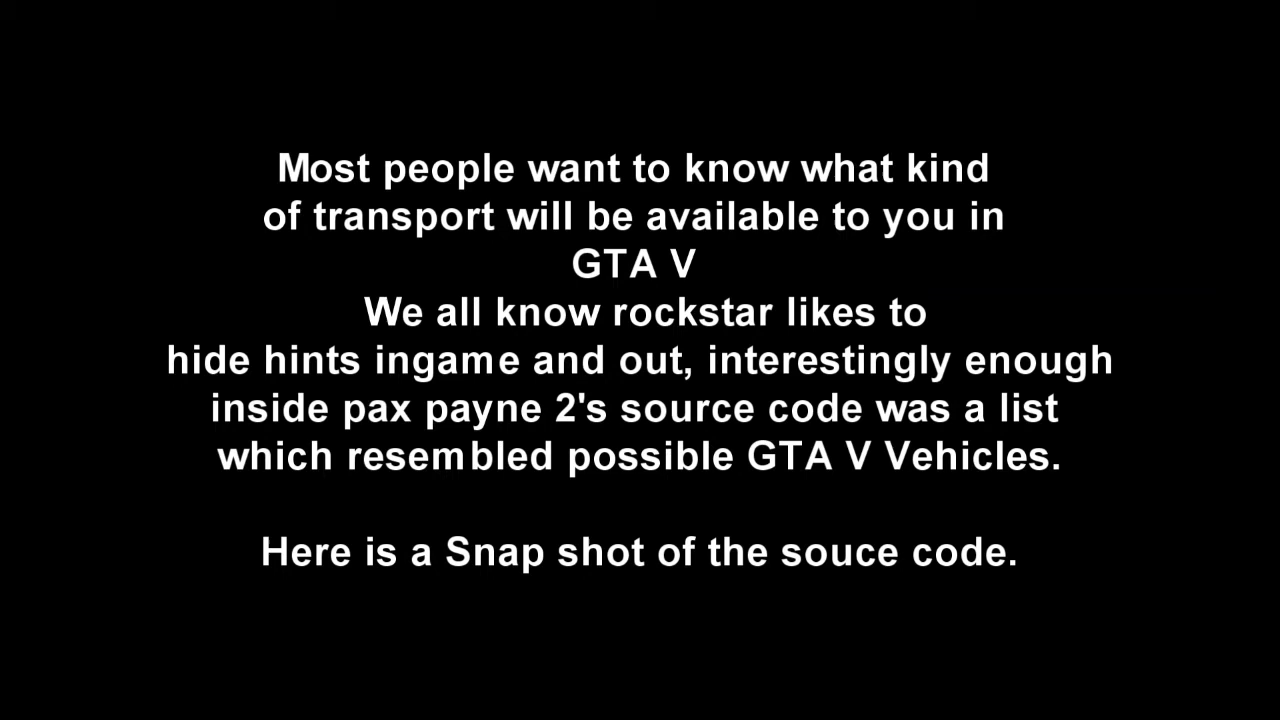 Most people want to know what kind
of transport will be available to you in
GTA V
We all know rockstar likes to
hide hints ingame and out, interestingly enough
inside pax payne 2's source code was a list
which resembled possible GTA V Vehicles.
Here is a Snap shot of the souce code.